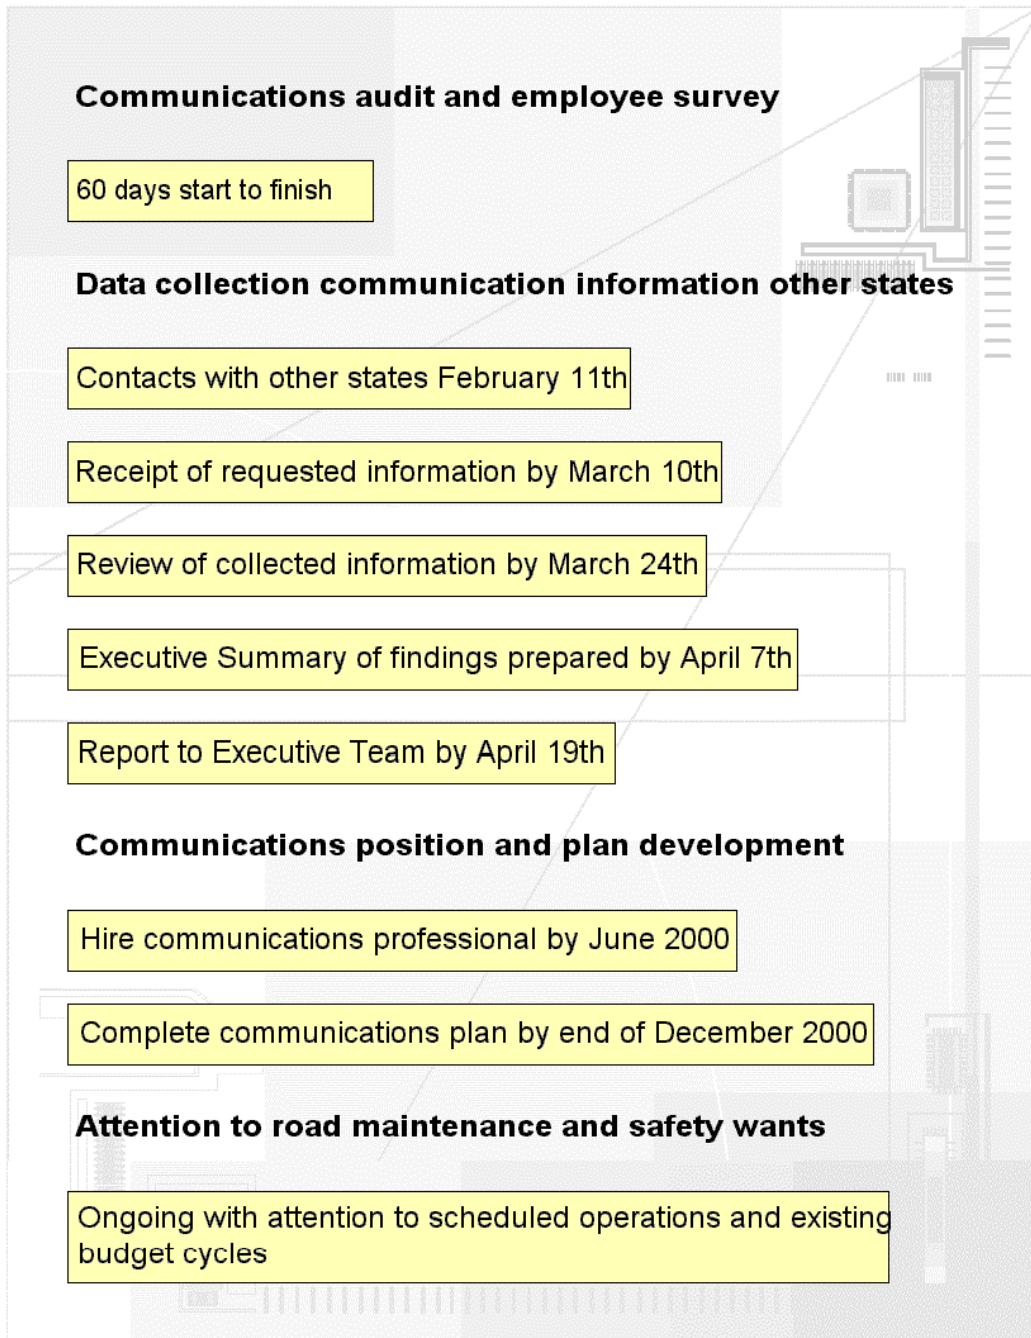 Communications audit and employee survey
60 days start to finish
Data collection communication information other states
Contacts with other states February 11th
Receipt of requested information by March 10th
Review of collected information by March 24th
Executive Summary of findings prepared by April 7th
Report to Executive Team by April 19th
Communications position and plan development
Hire communications professional by June 2000
Complete communications plan by end of December 2000
Attention to road maintenance and safety wants
Ongoing with attention to scheduled operations and existing
budget cycles